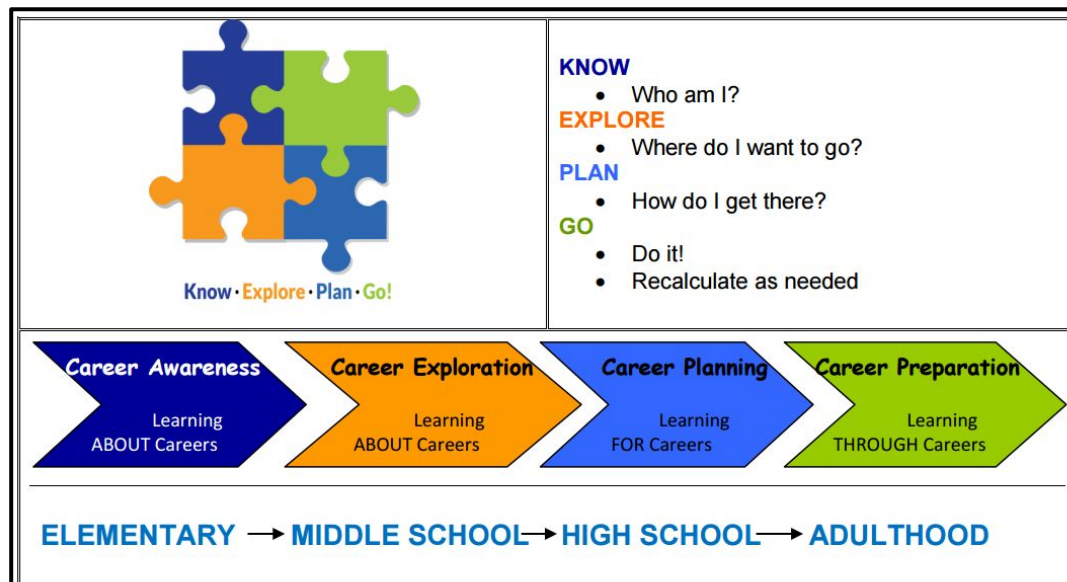 Know·Explore·Plan·Go!
KNOW
• Who am I?
EXPLORE
• Where do I want to go?
PLAN
• How do I get there?
GO
• Do it!
• Recalculate as needed
Career Awareness
Learning
ABOUT Careers
Career Exploration
Learning
ABOUT Careers
Career Planning
Learning
FOR Careers
Career Preparation
Learning
THROUGH Careers
ELEMENTARY → MIDDLE SCHOOL → HIGH SCHOOL → ADULTHOOD